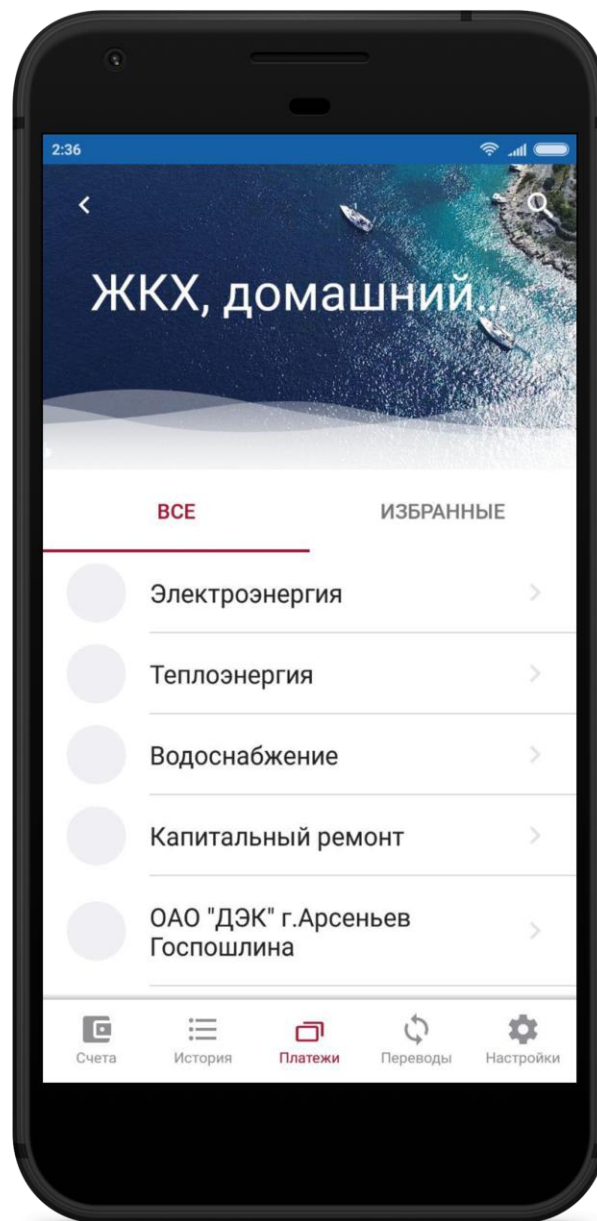 2:36
ЖКХ, домашний...
ВСЕ
ИЗБРАННЫЕ
Электроэнергия
Теплоэнергия
Водоснабжение
Капитальный ремонт
ОАО "ДЭК" г.Арсеньев
Госпошлина
Счета
История
Платежи
Переводы
Настройки